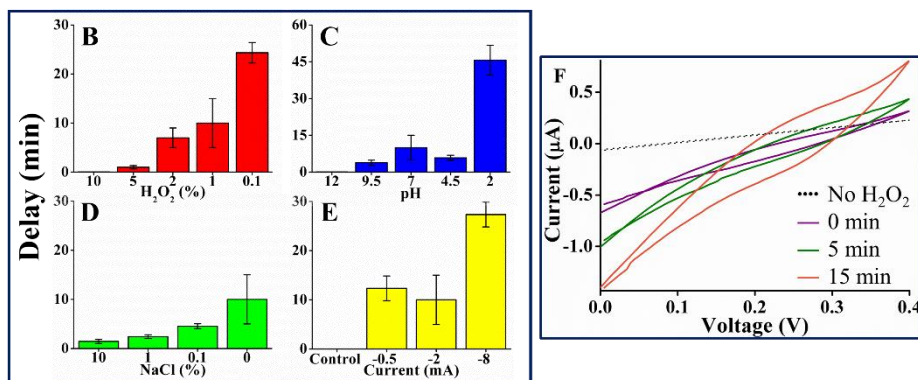 B
30
20
10
0
10 5 2 1 0.1
H₂O₂ (%)
C
60
45
30
15
0
12 9.5 7 4.5 2
pH
Delay (min)
D
30
20
10
0
10 1 0.1 0
NaCl (%)
E
30
20
10
0
Control -0.5 -2 -8
Current (mA)
F
Current (µA)
0.5
0.0
-0.5
-1.0
No H₂O₂
0 min
5 min
15 min
0.0 0.1 0.2 0.3 0.4
Voltage (V)